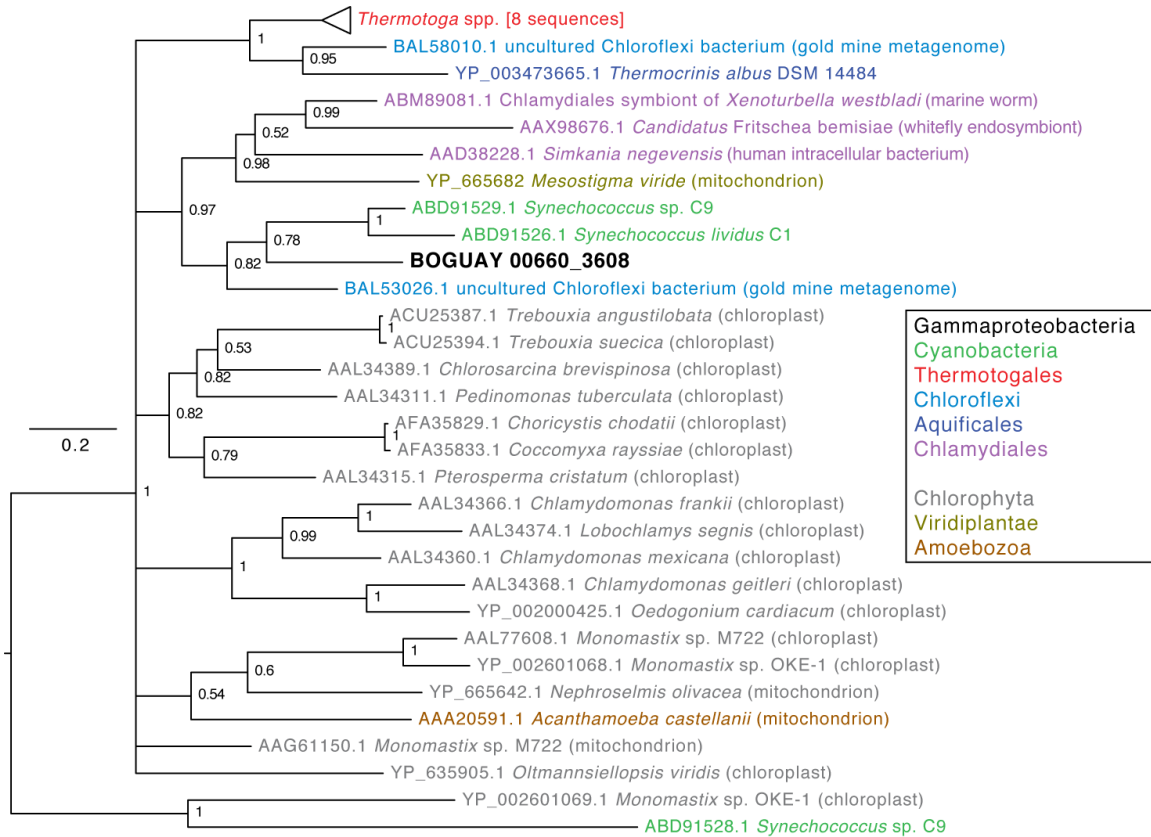 Thermotoga spp. [8 sequences]
1
BAL58010.1 uncultured Chloroflexi bacterium (gold mine metagenome)
0.95
YP_003473665.1 Thermocrinis albus DSM 14484
ABM89081.1 Chlamydiales symbiont of Xenoturbella westbladi (marine worm)
0.99
AAX98676.1 Candidatus Fritschea bemisiae (whitefly endosymbiont)
0.52
AAD38228.1 Simkania negevensis (human intracellular bacterium)
0.98
YP_665682 Mesostigma viride (mitochondrion)
0.97
ABD91529.1 Synechococcus sp. C9
1
ABD91526.1 Synechococcus lividus C1
0.78
BOGUAY 00660_3608
0.82
BAL53026.1 uncultured Chloroflexi bacterium (gold mine metagenome)
ACU25387.1 Trebouxia angustilobata (chloroplast)
1
ACU25394.1 Trebouxia suecica (chloroplast)
0.53
AAL34389.1 Chlorosarcina brevispinosa (chloroplast)
0.82
AAL34311.1 Pedinomonas tuberculata (chloroplast)
0.82
AFA35829.1 Choricystis chodatii (chloroplast)
1
AFA35833.1 Coccomyxa rayssiae (chloroplast)
0.79
AAL34315.1 Pterosperma cristatum (chloroplast)
1
AAL34366.1 Chlamydomonas frankii (chloroplast)
1
AAL34374.1 Lobochlamys segnis (chloroplast)
0.99
AAL34360.1 Chlamydomonas mexicana (chloroplast)
1
AAL34368.1 Chlamydomonas geitleri (chloroplast)
1
YP_002000425.1 Oedogonium cardiacum (chloroplast)
AAL77608.1 Monomastix sp. M722 (chloroplast)
1
YP_002601068.1 Monomastix sp. OKE-1 (chloroplast)
0.6
YP_665642.1 Nephroselmis olivacea (mitochondrion)
0.54
AAA20591.1 Acanthamoeba castellanii (mitochondrion)
AAG61150.1 Monomastix sp. M722 (mitochondrion)
YP_635905.1 Oltmannsiellopsis viridis (chloroplast)
YP_002601069.1 Monomastix sp. OKE-1 (chloroplast)
1
ABD91528.1 Synechococcus sp. C9
0.2
Gammaproteobacteria
Cyanobacteria
Thermotogales
Chloroflexi
Aquificales
Chlamydiales
Chlorophyta
Viridiplantae
Amoebozoa